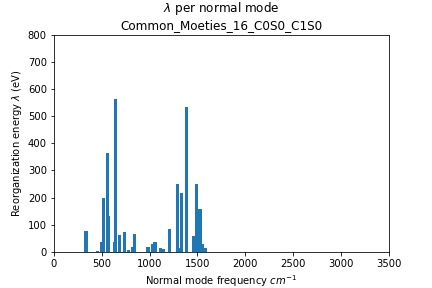 λ per normal mode
Common_Moeties_16_C0S0_C1S0
Reorganization energy λ (eV)
800
700
600
500
400
300
200
100
0
0 500 1000 1500 2000 2500 3000 3500
Normal mode frequency cm⁻¹